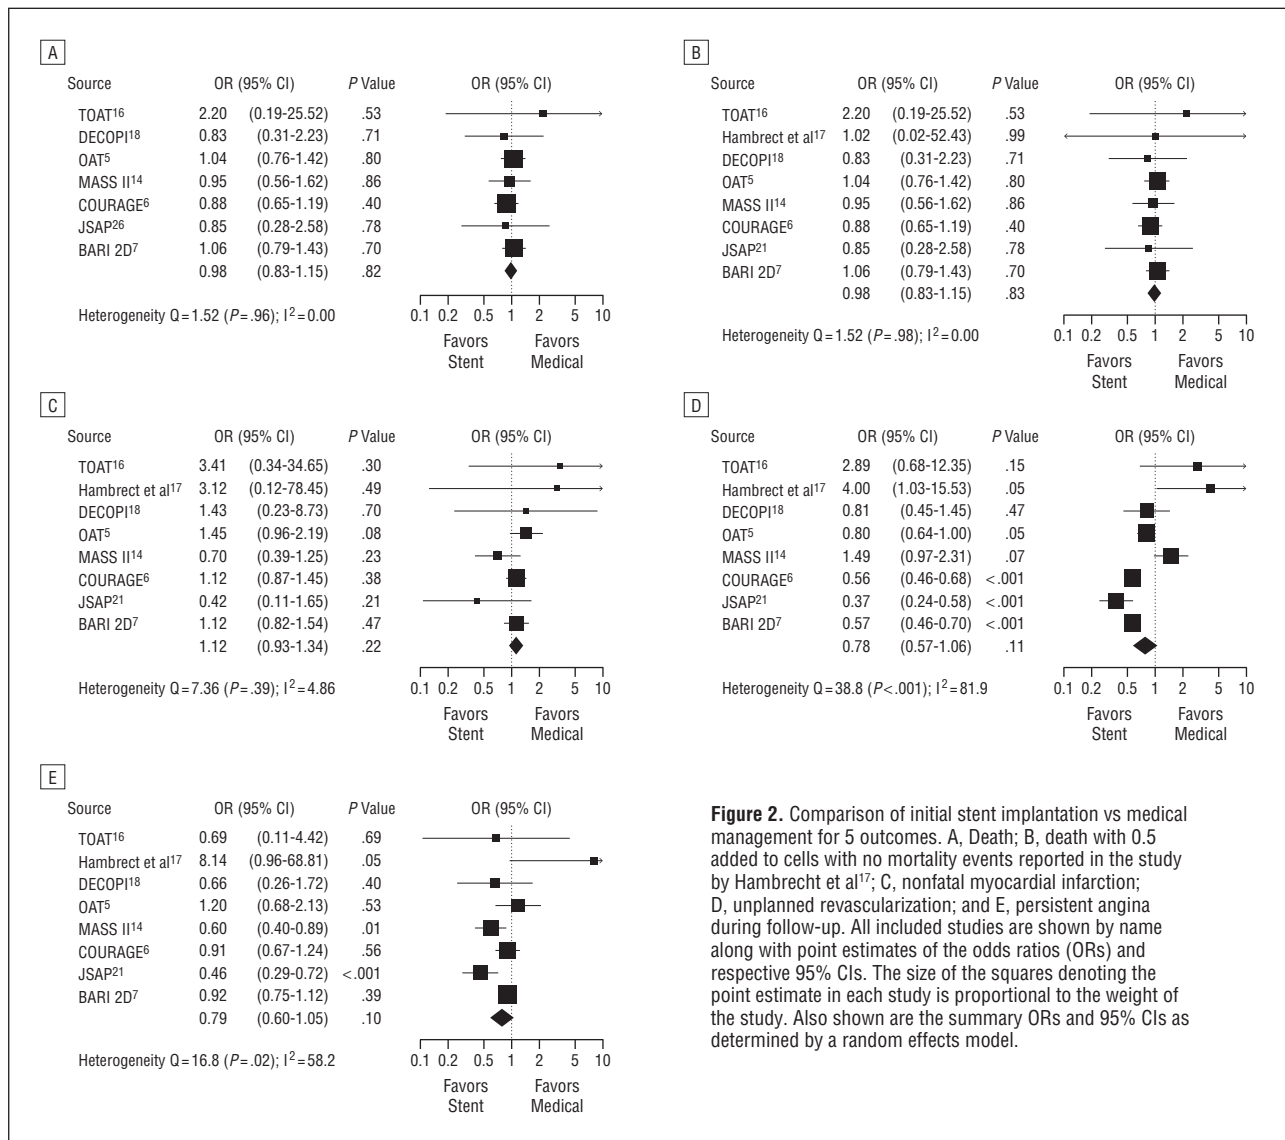 A
Source OR (95% CI) P Value OR (95% CI)
TOAT16 2.20 (0.19-25.52) .53
DECOPI18 0.83 (0.31-2.23) .71
OAT5 1.04 (0.76-1.42) .80
MASS II14 0.95 (0.56-1.62) .86
COURAGE6 0.88 (0.65-1.19) .40
JSAP26 0.85 (0.28-2.58) .78
BARI 2D7 1.06 (0.79-1.43) .70
0.98 (0.83-1.15) .82
Heterogeneity Q=1.52 (P=.96); I2=0.00
0.1 0.2 0.5 1 2 5 10
Favors Favors
Stent Medical
B
Source OR (95% CI) P Value OR (95% CI)
TOAT16 2.20 (0.19-25.52) .53
Hambrect et al17 1.02 (0.02-52.43) .99
DECOPI18 0.83 (0.31-2.23) .71
OAT5 1.04 (0.76-1.42) .80
MASS II14 0.95 (0.56-1.62) .86
COURAGE6 0.88 (0.65-1.19) .40
JSAP21 0.85 (0.28-2.58) .78
BARI 2D7 1.06 (0.79-1.43) .70
0.98 (0.83-1.15) .83
Heterogeneity Q=1.52 (P=.98); I2=0.00
0.1 0.2 0.5 1 2 5 10
Favors Favors
Stent Medical
C
Source OR (95% CI) P Value OR (95% CI)
TOAT16 3.41 (0.34-34.65) .30
Hambrect et al17 3.12 (0.12-78.45) .49
DECOPI18 1.43 (0.23-8.73) .70
OAT5 1.45 (0.96-2.19) .08
MASS II14 0.70 (0.39-1.25) .23
COURAGE6 1.12 (0.87-1.45) .38
JSAP21 0.42 (0.11-1.65) .21
BARI 2D7 1.12 (0.82-1.54) .47
1.12 (0.93-1.34) .22
Heterogeneity Q=7.36 (P=.39); I2=4.86
0.1 0.2 0.5 1 2 5 10
Favors Favors
Stent Medical
D
Source OR (95% CI) P Value OR (95% CI)
TOAT16 2.89 (0.68-12.35) .15
Hambrect et al17 4.00 (1.03-15.53) .05
DECOPI18 0.81 (0.45-1.45) .47
OAT5 0.80 (0.64-1.00) .05
MASS II14 1.49 (0.97-2.31) .07
COURAGE6 0.56 (0.46-0.68) <.001
JSAP21 0.37 (0.24-0.58) <.001
BARI 2D7 0.57 (0.46-0.70) <.001
0.78 (0.57-1.06) .11
Heterogeneity Q=38.8 (P<.001); I2=81.9
0.1 0.2 0.5 1 2 5 10
Favors Favors
Stent Medical
E
Source OR (95% CI) P Value OR (95% CI)
TOAT16 0.69 (0.11-4.42) .69
Hambrect et al17 8.14 (0.96-68.81) .05
DECOPI18 0.66 (0.26-1.72) .40
OAT5 1.20 (0.68-2.13) .53
MASS II14 0.60 (0.40-0.89) .01
COURAGE6 0.91 (0.67-1.24) .56
JSAP21 0.46 (0.29-0.72) <.001
BARI 2D7 0.92 (0.75-1.12) .39
0.79 (0.60-1.05) .10
Heterogeneity Q=16.8 (P=.02); I2=58.2
0.1 0.2 0.5 1 2 5 10
Favors Favors
Stent Medical
Figure 2. Comparison of initial stent implantation vs medical
management for 5 outcomes. A, Death; B, death with 0.5
added to cells with no mortality events reported in the study
by Hambrecht et al17; C, nonfatal myocardial infarction;
D, unplanned revascularization; and E, persistent angina
during follow-up. All included studies are shown by name
along with point estimates of the odds ratios (ORs) and
respective 95% CIs. The size of the squares denoting the
point estimate in each study is proportional to the weight of
the study. Also shown are the summary ORs and 95% CIs as
determined by a random effects model.